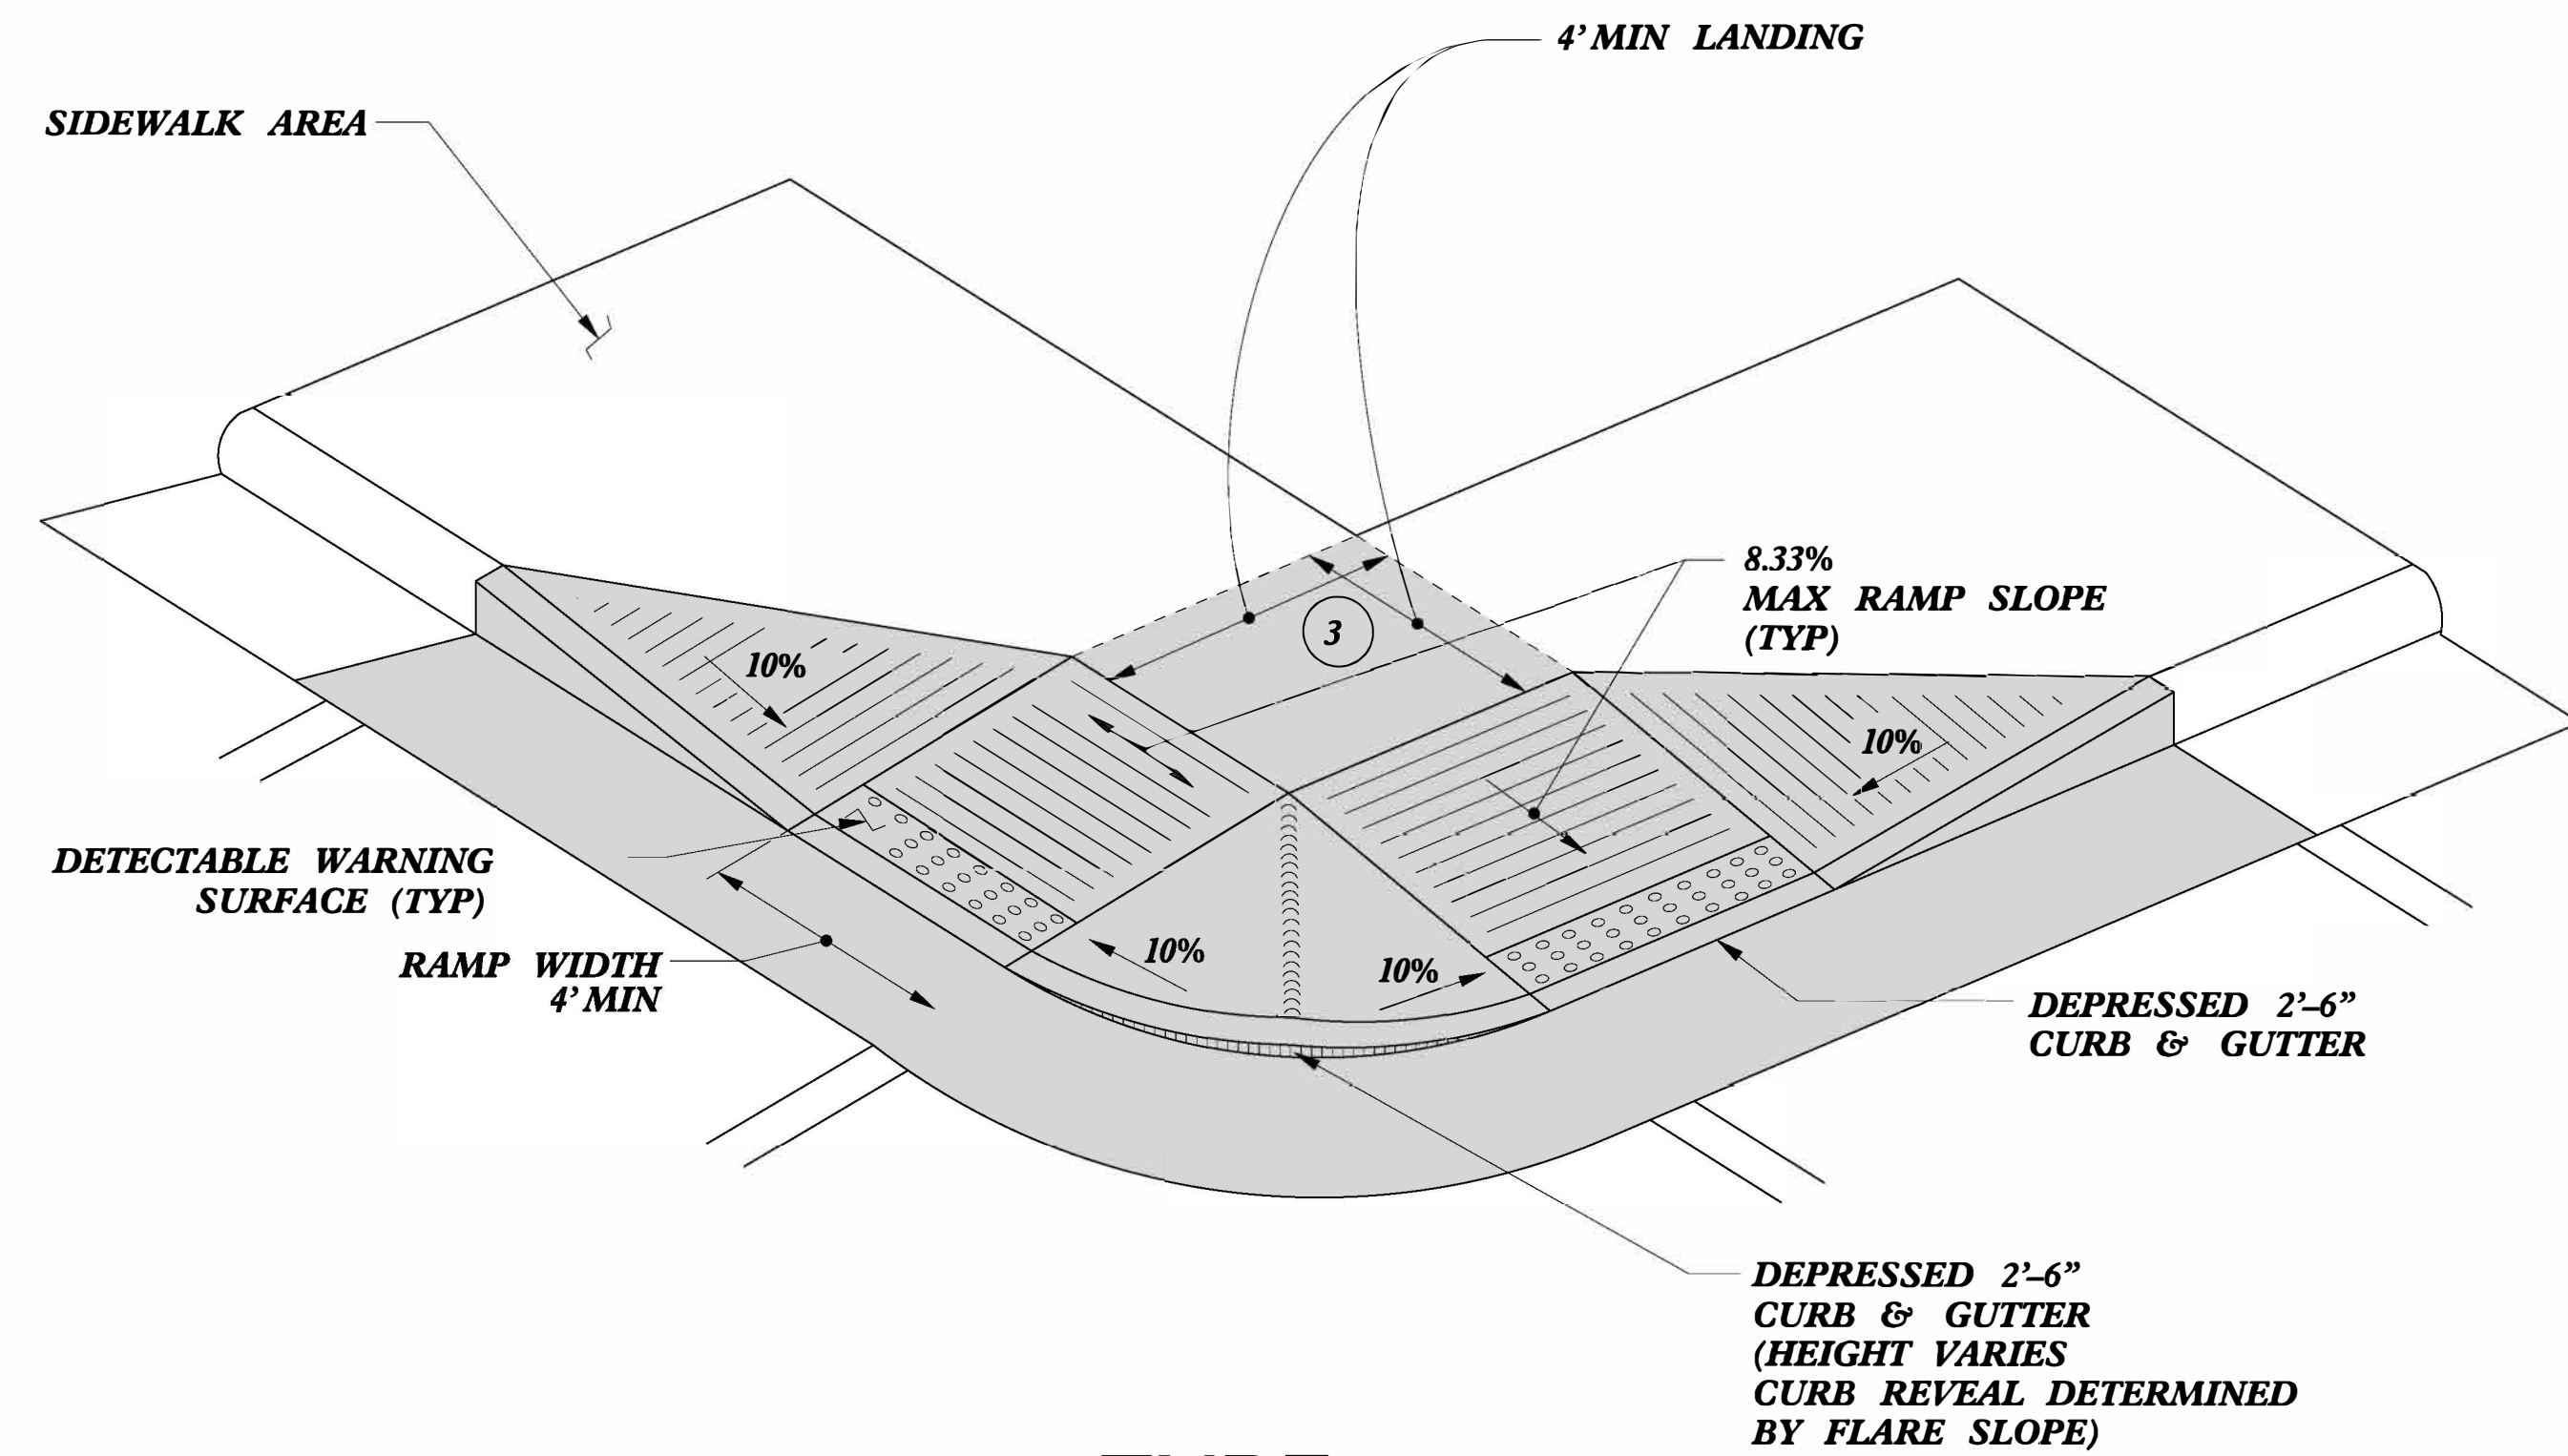 4' MIN LANDING
SIDEWALK AREA
8.33%
MAX RAMP SLOPE
(TYP)
3
10%
10%
DETECTABLE WARNING
SURFACE (TYP)
RAMP WIDTH
4' MIN
10%
10%
DEPRESSED 2'–6”
CURB & GUTTER
DEPRESSED 2'–6”
CURB & GUTTER
(HEIGHT VARIES
CURB REVEAL DETERMINED
BY FLARE SLOPE)